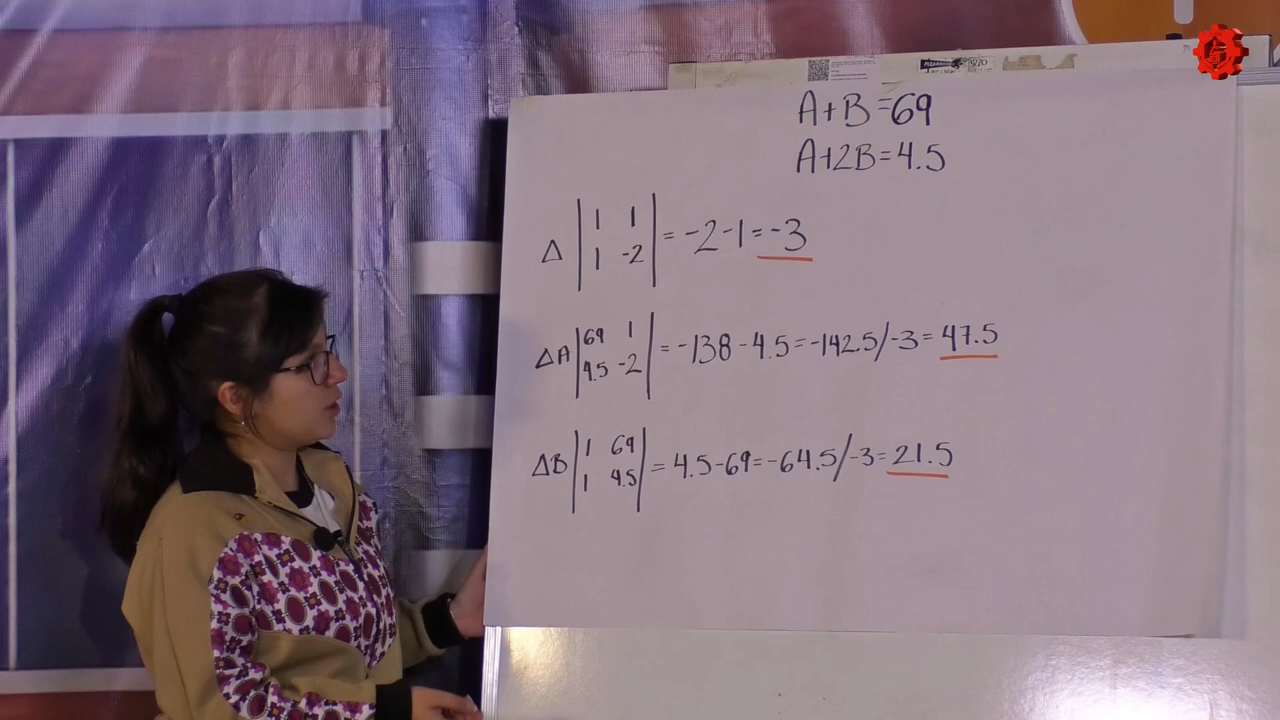 A+B=69
A+2B=4.5
Δ | 1 1 | = -2-1=-3
| 1 -2 |
ΔA | 69 1 | = -138-4.5=-142.5/-3=47.5
| 4.5 -2 |
ΔB | 1 69 | = 4.5-69=-64.5/-3=21.5
| 1 4.5 |